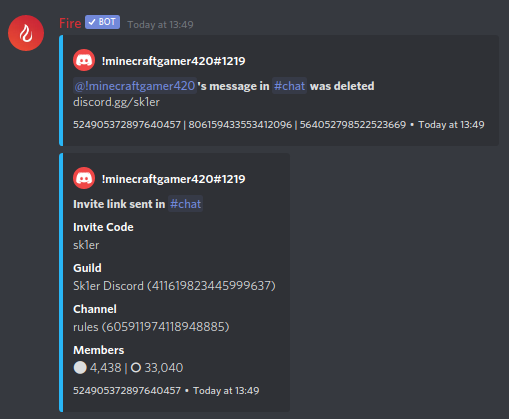 Fire ✓ BOT Today at 13:49
!minecraftgamer420#1219
@!minecraftgamer420's message in #chat was deleted
discord.gg/sk1er
524905372897640457 | 806159433553412096 | 564052798522523669 • Today at 13:49
!minecraftgamer420#1219
Invite link sent in #chat
Invite Code
sk1er
Guild
Sk1er Discord (411619823445999637)
Channel
rules (605911974118948885)
Members
4,438 | 33,040
524905372897640457 • Today at 13:49